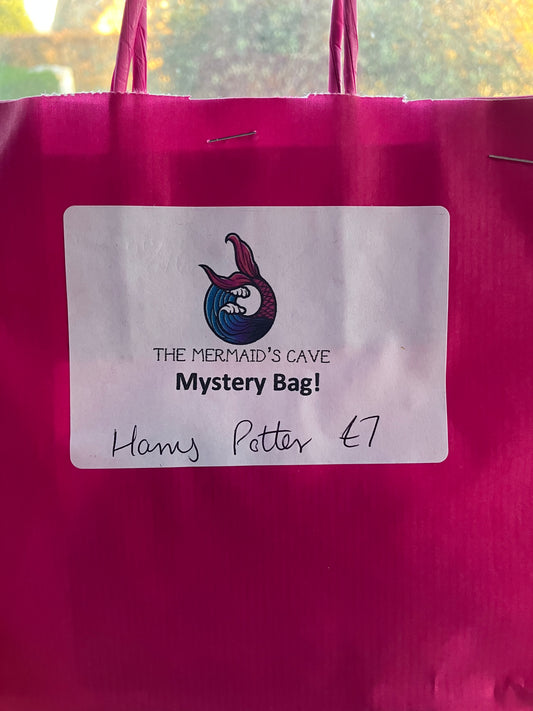 THE MERMAID'S CAVE
Mystery Bag!
Harry Potter £7